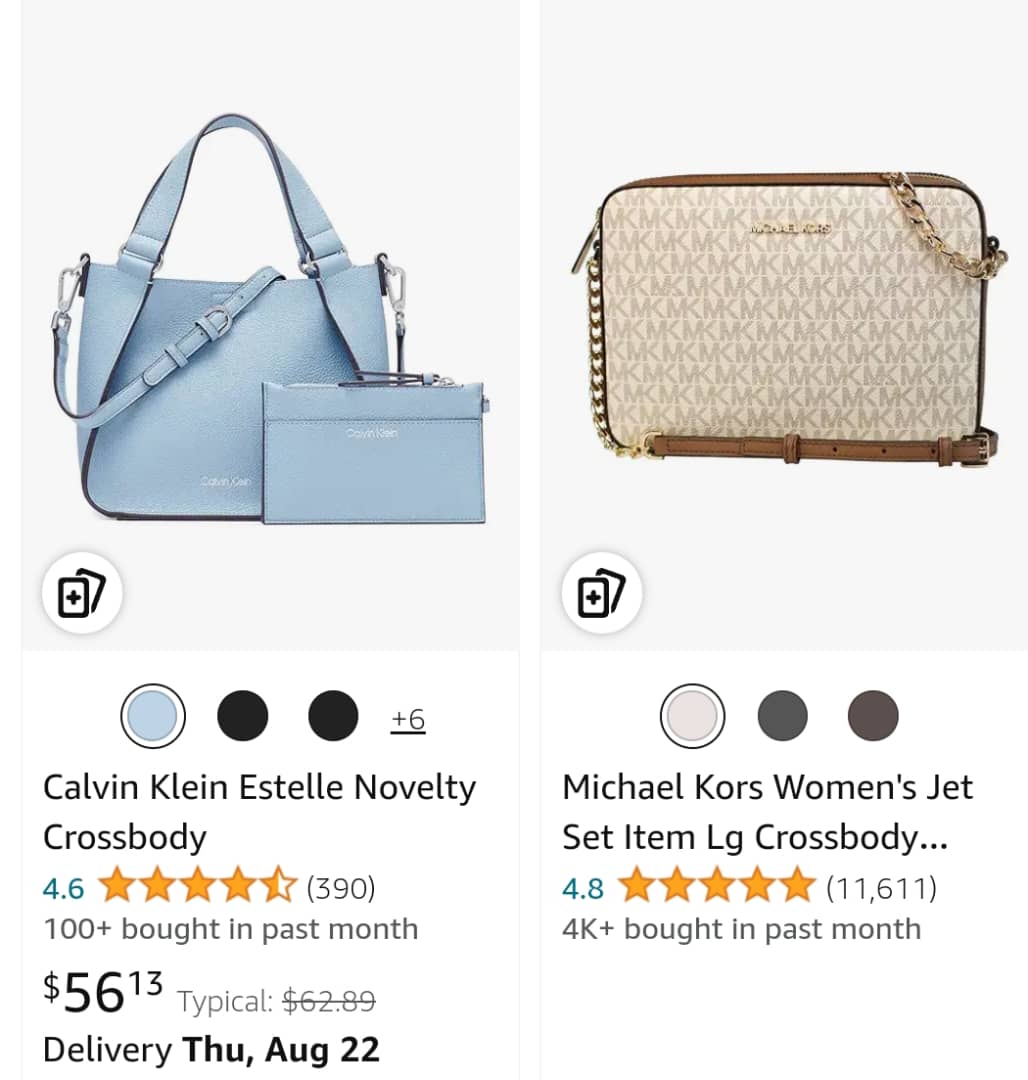 Calvin Klein
Calvin Klein
+6
Calvin Klein Estelle Novelty
Crossbody
4.6 (390)
100+ bought in past month
$5613 Typical: $62.89
Delivery Thu, Aug 22
MICHAEL KORS
Michael Kors Women's Jet
Set Item Lg Crossbody...
4.8 (11,611)
4K+ bought in past month